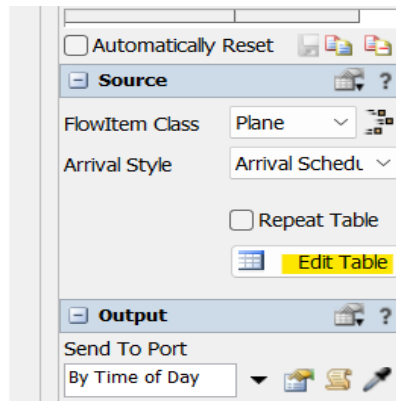 Automatically Reset
Source ?
FlowItem Class Plane
Arrival Style Arrival Schedu
Repeat Table
Edit Table
Output ?
Send To Port
By Time of Day